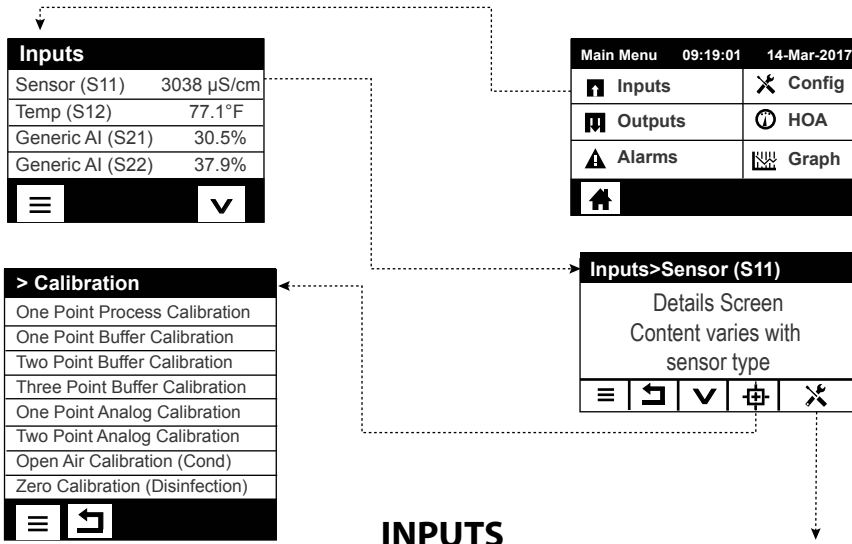 Inputs
Sensor (S11) 3038 µS/cm
Temp (S12) 77.1°F
Generic AI (S21) 30.5%
Generic AI (S22) 37.9%
Main Menu 09:19:01 14-Mar-2017
Inputs Config
Outputs HOA
Alarms Graph
> Calibration
One Point Process Calibration
One Point Buffer Calibration
Two Point Buffer Calibration
Three Point Buffer Calibration
One Point Analog Calibration
Two Point Analog Calibration
Open Air Calibration (Cond)
Zero Calibration (Disinfection)
Inputs>Sensor (S11)
Details Screen
Content varies with
sensor type
INPUTS